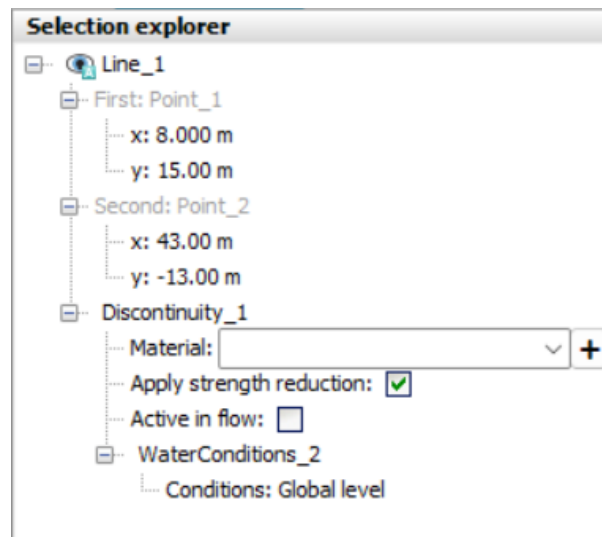 Selection explorer
Line_1
First: Point_1
x: 8.000 m
y: 15.00 m
Second: Point_2
x: 43.00 m
y: -13.00 m
Discontinuity_1
Material:
Apply strength reduction:
Active in flow:
WaterConditions_2
Conditions: Global level